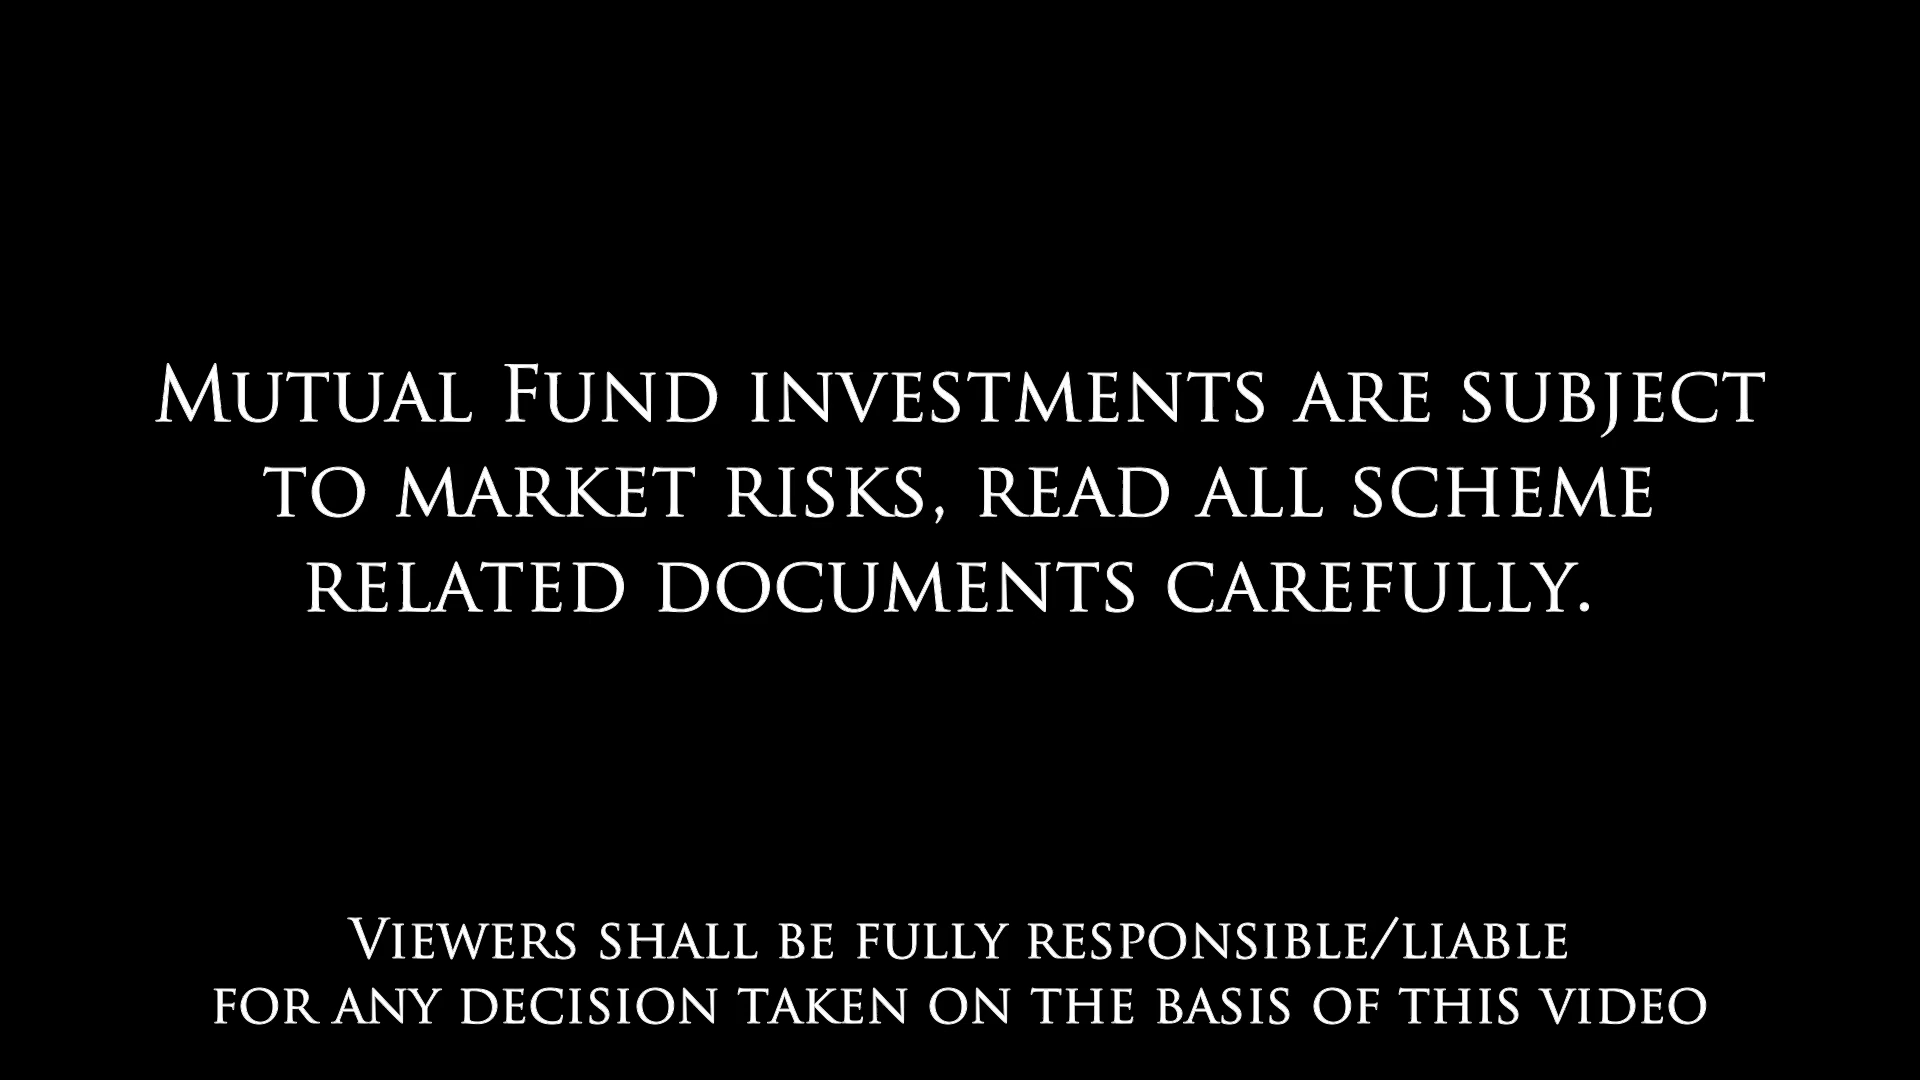 Mutual Fund investments are subject
to market risks, read all scheme
related documents carefully.
Viewers shall be fully responsible/liable
for any decision taken on the basis of this video